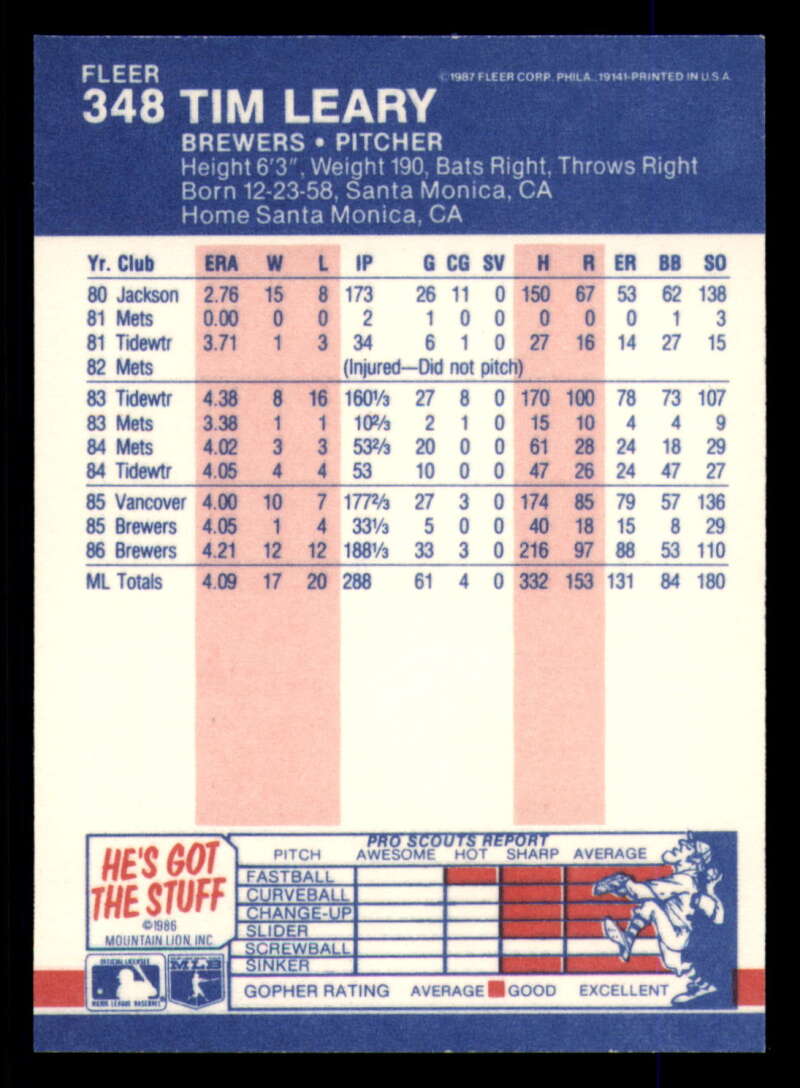 FLEER
©1987 FLEER CORP. PHILA., 19141-PRINTED IN U.S.A.
348 TIM LEARY
BREWERS • PITCHER
Height 6'3", Weight 190, Bats Right, Throws Right
Born 12-23-58, Santa Monica, CA
Home Santa Monica, CA
Yr. Club ERA W L IP G CG SV H R ER BB SO
80 Jackson 2.76 15 8 173 26 11 0 150 67 53 62 138
81 Mets 0.00 0 0 2 1 0 0 0 0 0 1 3
81 Tidewtr 3.71 1 3 34 6 1 0 27 16 14 27 15
82 Mets (Injured—Did not pitch)
83 Tidewtr 4.38 8 16 160⅓ 27 8 0 170 100 78 73 107
83 Mets 3.38 1 1 10⅔ 2 1 0 15 10 4 4 9
84 Mets 4.02 3 3 53⅔ 20 0 0 61 28 24 18 29
84 Tidewtr 4.05 4 4 53 10 0 0 47 26 24 47 27
85 Vancover 4.00 10 7 177⅔ 27 3 0 174 85 79 57 136
85 Brewers 4.05 1 4 33⅓ 5 0 0 40 18 15 8 29
86 Brewers 4.21 12 12 188⅓ 33 3 0 216 97 88 53 110
ML Totals 4.09 17 20 288 61 4 0 332 153 131 84 180
HE'S GOT
THE STUFF
©1986
MOUNTAIN LION, INC.
PRO SCOUTS REPORT
PITCH AWESOME HOT SHARP AVERAGE
FASTBALL
CURVEBALL
CHANGE-UP
SLIDER
SCREWBALL
SINKER
GOPHER RATING AVERAGE GOOD EXCELLENT
OFFICIAL LICENSEE
MAJOR LEAGUE BASEBALL
MLB